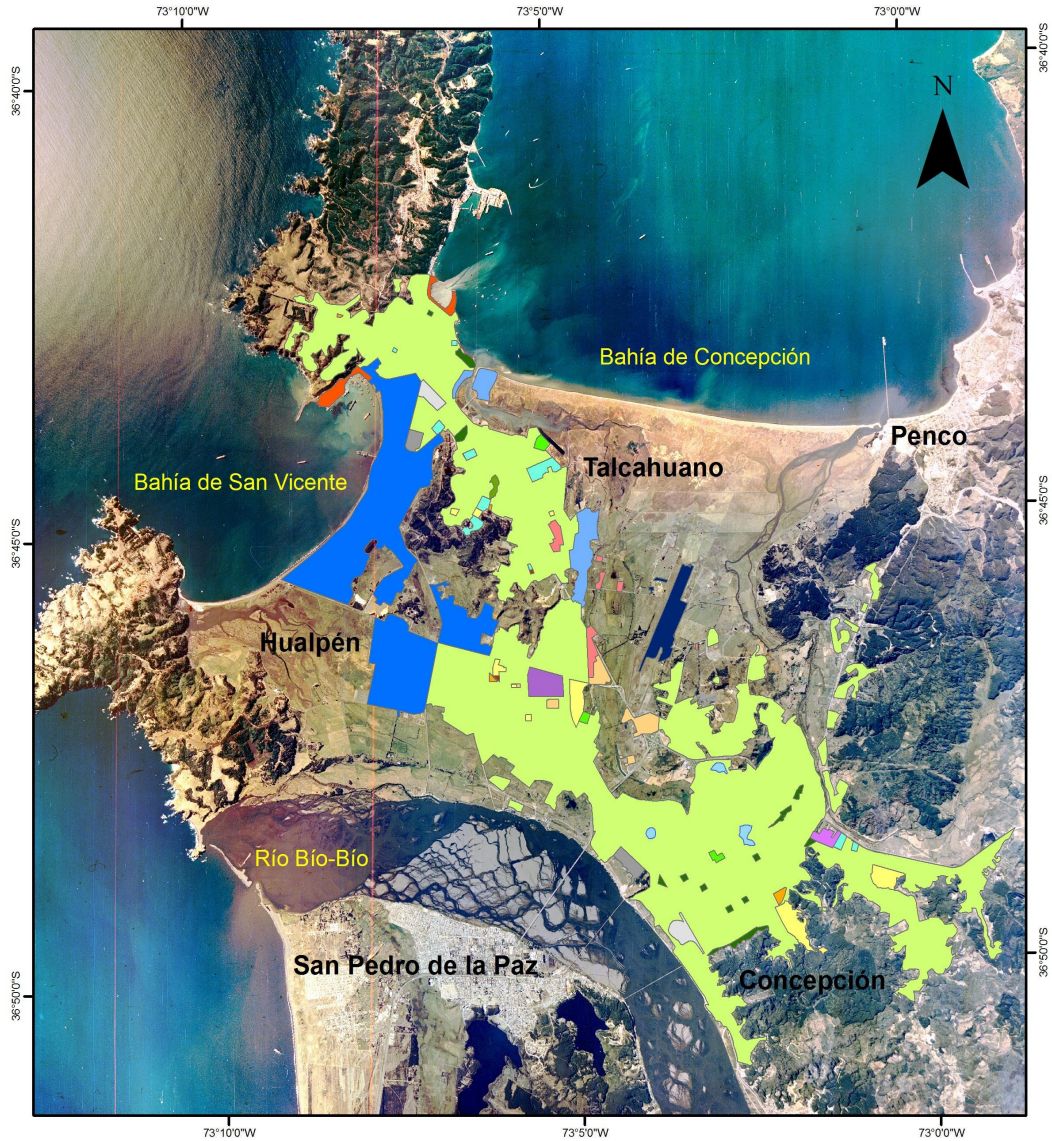 73°10'0"W
73°5'0"W
73°0'0"W
36°40'0"S
36°40'0"S
N
Bahía de Concepción
Penco
Talcahuano
Bahía de San Vicente
36°45'0"S
36°45'0"S
Hualpén
Río Bío-Bío
San Pedro de la Paz
Concepción
36°50'0"S
36°50'0"S
73°10'0"W
73°5'0"W
73°0'0"W